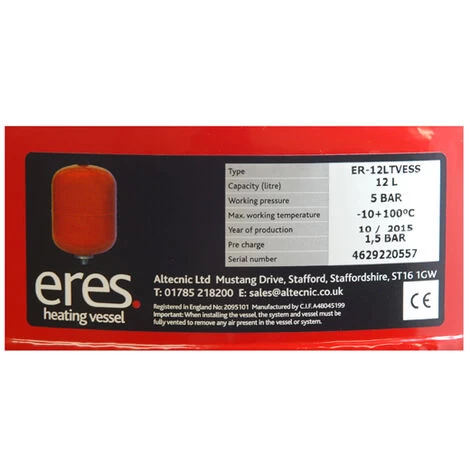 Type ER-12LTVESS
Capacity (litre) 12 L
Working pressure 5 BAR
Max. working temperature -10+100°C
Year of production 10 / 2015
Pre charge 1,5 BAR
Serial number 4629220557
eres.
heating vessel
Altecnic Ltd Mustang Drive, Stafford, Staffordshire, ST16 1GW
T: 01785 218200 E: sales@altecnic.co.uk
Registered in England No: 2095101 Manufactured by C.I.F.A48045199
Important: When installing the vessel, the system and vessel must be
fully vented to remove any air present in the vessel or system.
CE